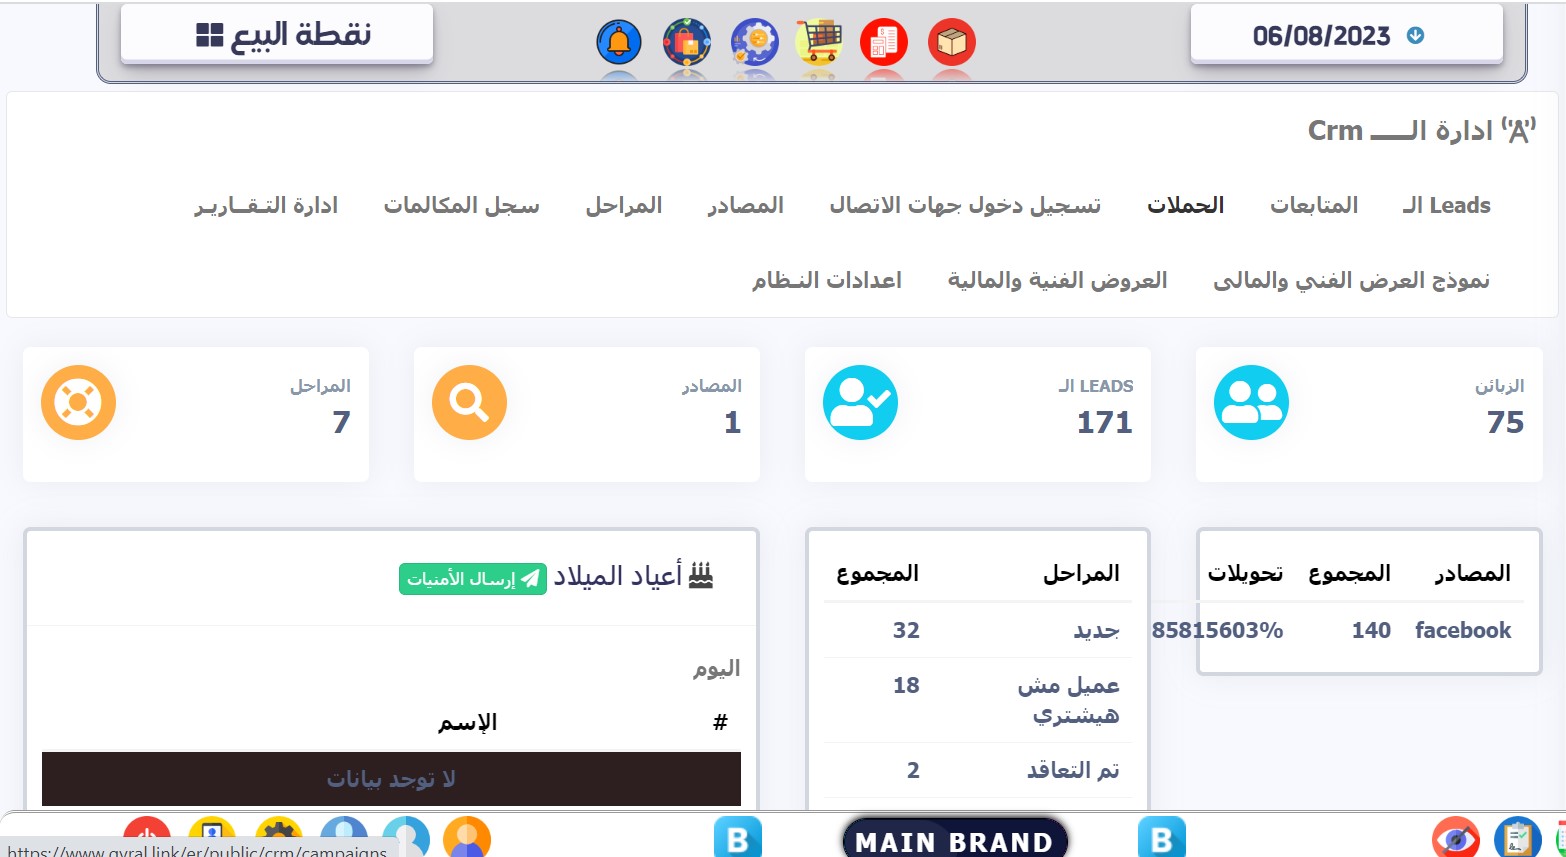 06/08/2023
نقطة البيع
ادارة الـــــ Crm
Leads الـ
المتابعات
الحملات
تسجيل دخول جهات الاتصال
المصادر
المراحل
سجل المكالمات
ادارة التـقــاريـر
نموذج العرض الفني والمالى
العروض الفنية والمالية
اعدادات النـظام
الزبائن
75
LEADS الـ
171
المصادر
1
المراحل
7
المصادر المجموع تحويلات
facebook 140 85815603%
المراحل المجموع
جديد 32
عميل مش هيشتري 18
تم التعاقد 2
أعياد الميلاد
إرسال الأمنيات
اليوم
# الإسم
لا توجد بيانات
B
MAIN BRAND
B
https://www.gyral.link/er/public/crm/campaigns